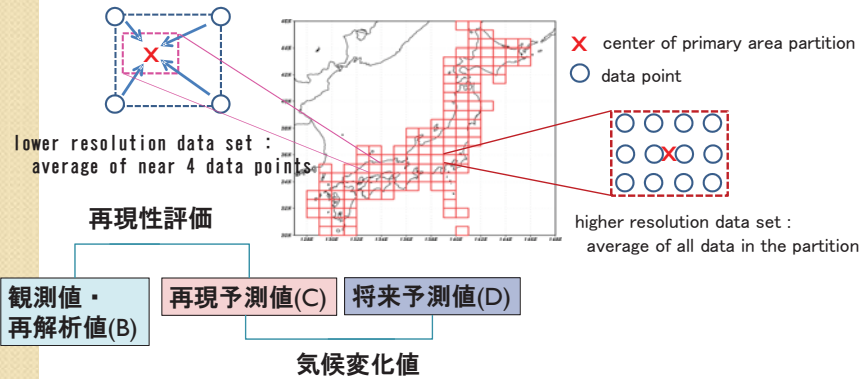 X center of primary area partition
data point
X
lower resolution data set :
average of near 4 data points
X
higher resolution data set :
average of all data in the partition
再現性評価
観測値・
再解析値(B)
再現予測値(C)
将来予測値(D)
気候変化値